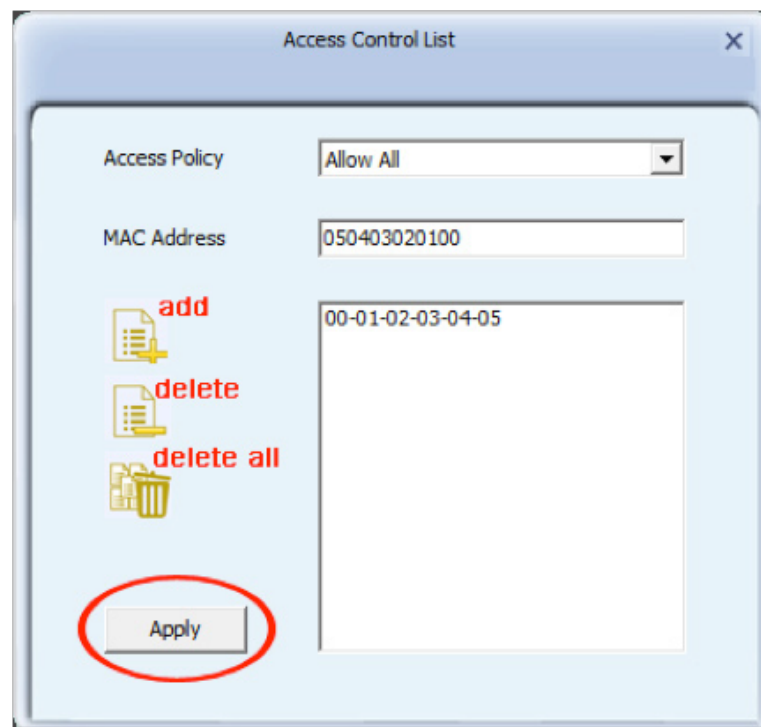 Access Control List
Access Policy
Allow All
MAC Address
050403020100
add
00-01-02-03-04-05
delete
delete all
Apply